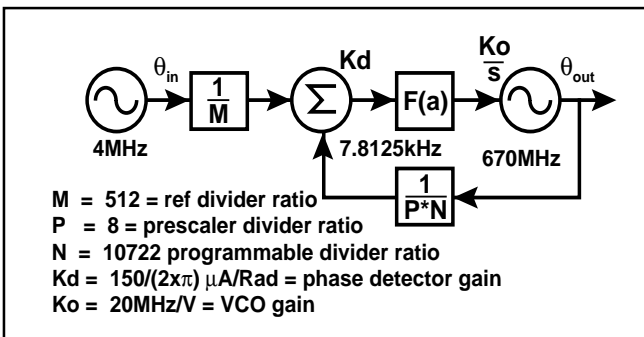 Kd
Ko
s
θin
θout
1
M
Σ
F(a)
4MHz
7.8125kHz
670MHz
1
P*N
M = 512 = ref divider ratio
P = 8 = prescaler divider ratio
N = 10722 programmable divider ratio
Kd = 150/(2xπ) μA/Rad = phase detector gain
Ko = 20MHz/V = VCO gain